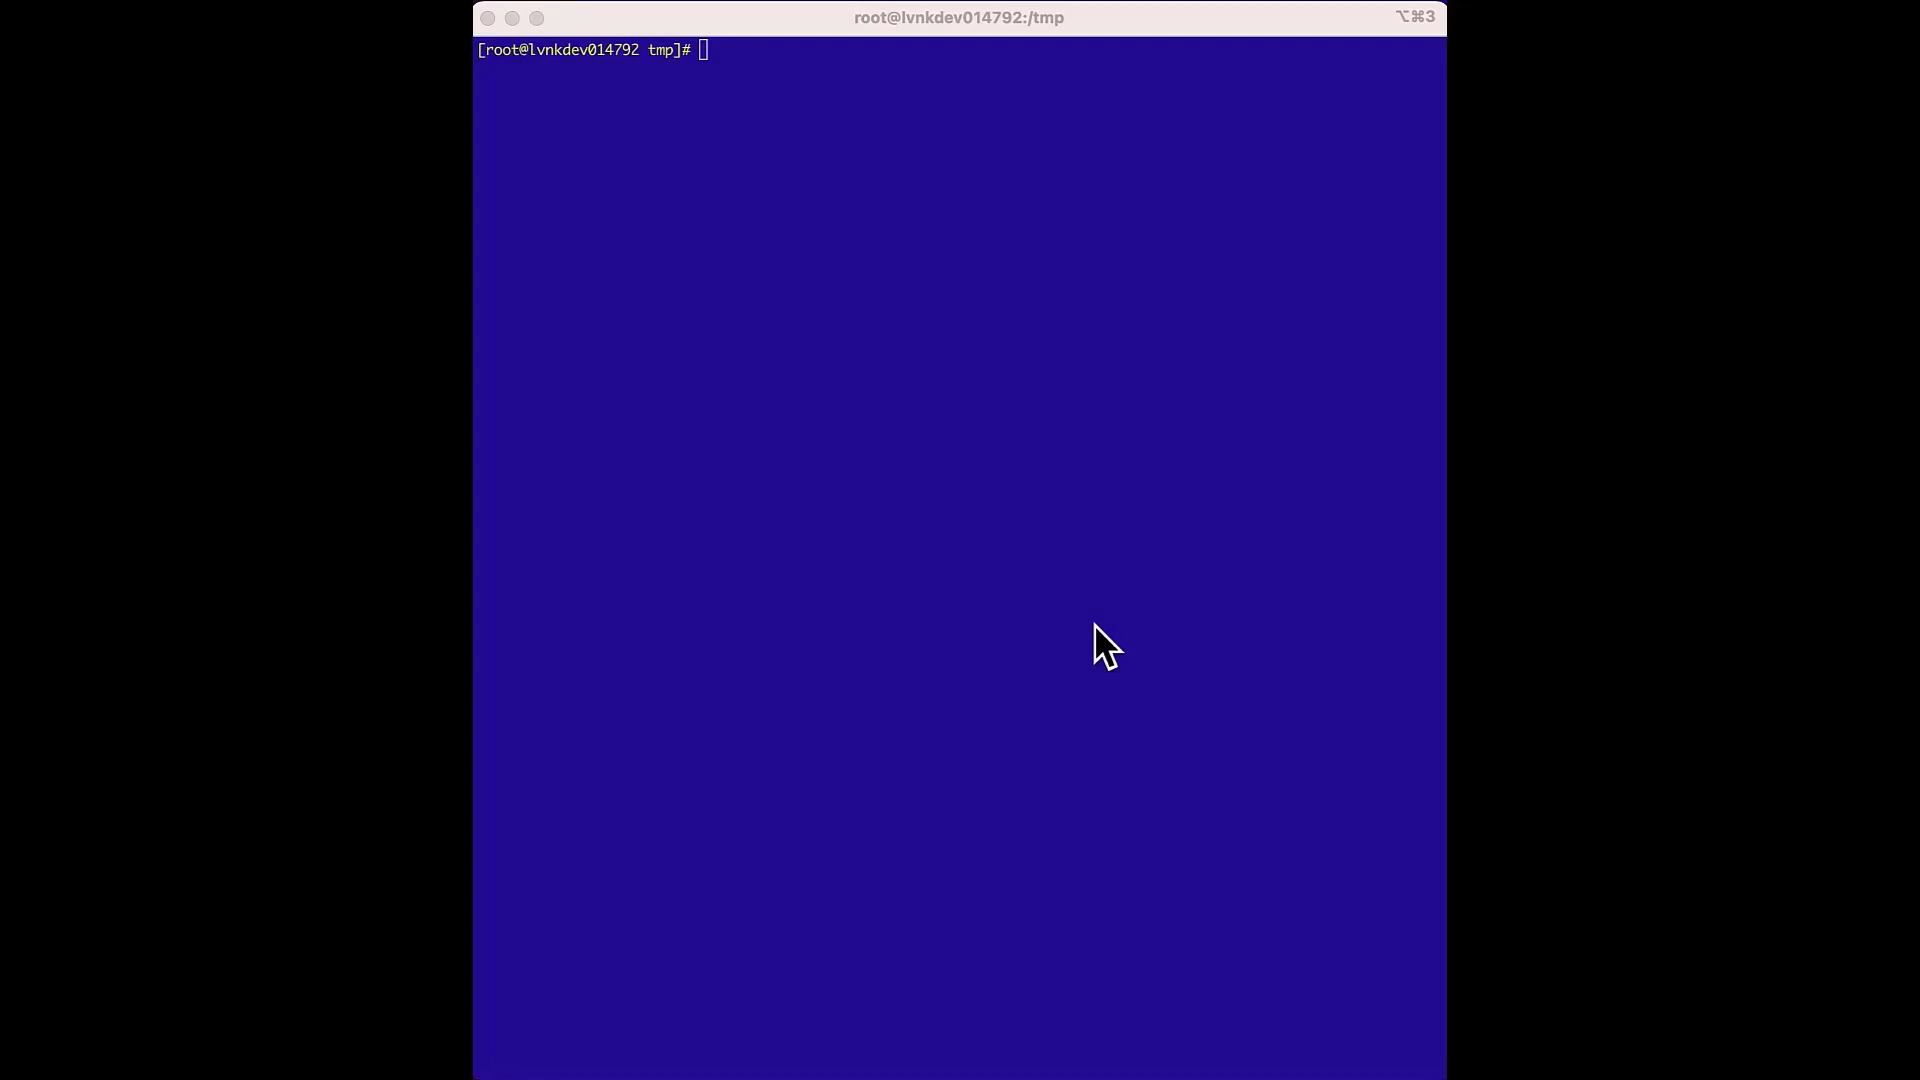 root@lvnkdev014792:/tmp ⌥⌘3
[root@lvnkdev014792 tmp]#